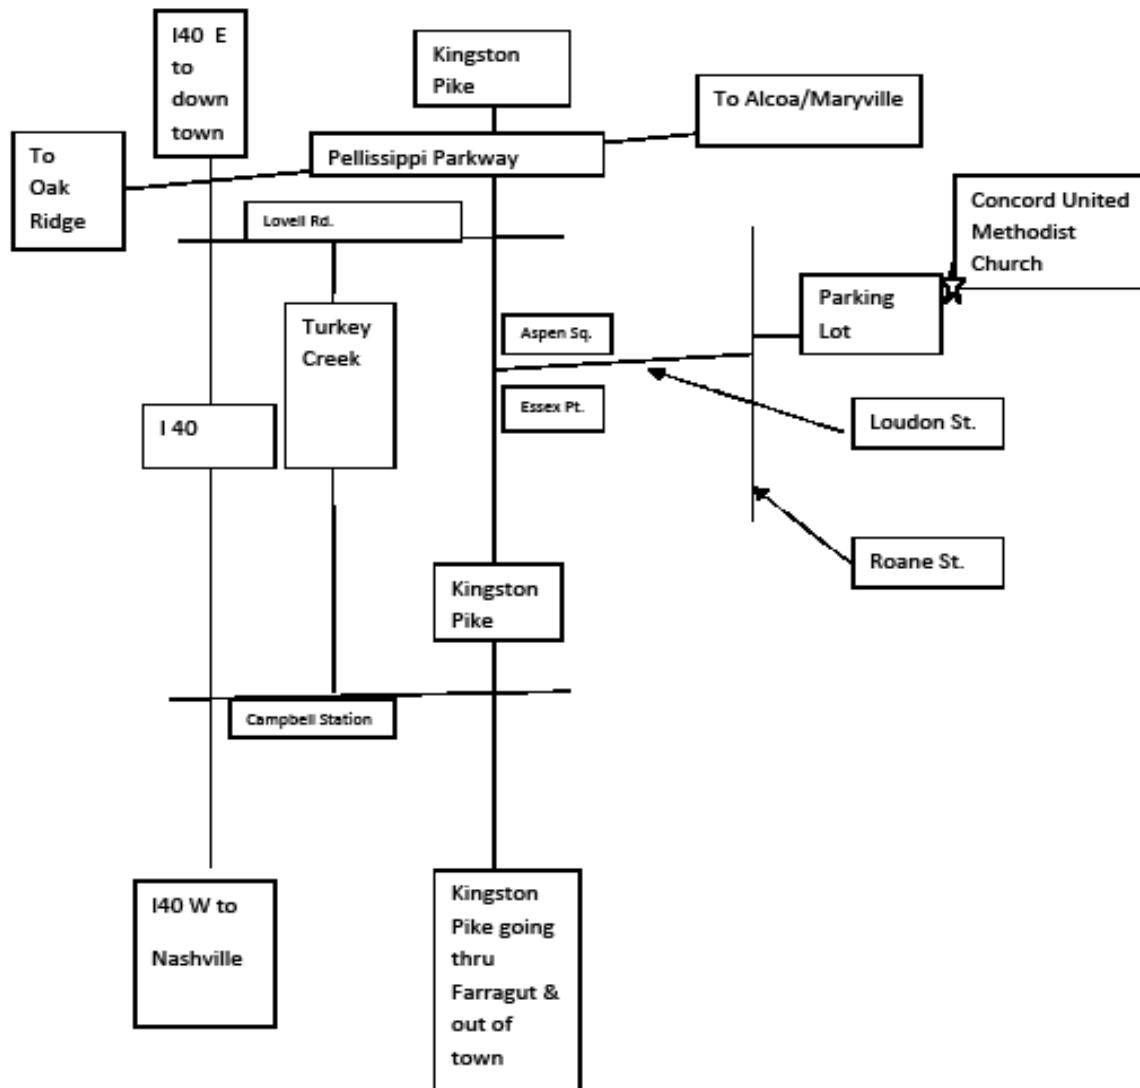 I40 E
to
down
town
Kingston
Pike
To Alcoa/Maryville
To
Oak
Ridge
Pellissippi Parkway
Concord United
Methodist
Church
Lovell Rd.
Parking
Lot
Turkey
Creek
Aspen Sq.
Essex Pt.
I 40
Loudon St.
Roane St.
Kingston
Pike
Campbell Station
I40 W to
Nashville
Kingston
Pike going
thru
Farragut &
out of
town